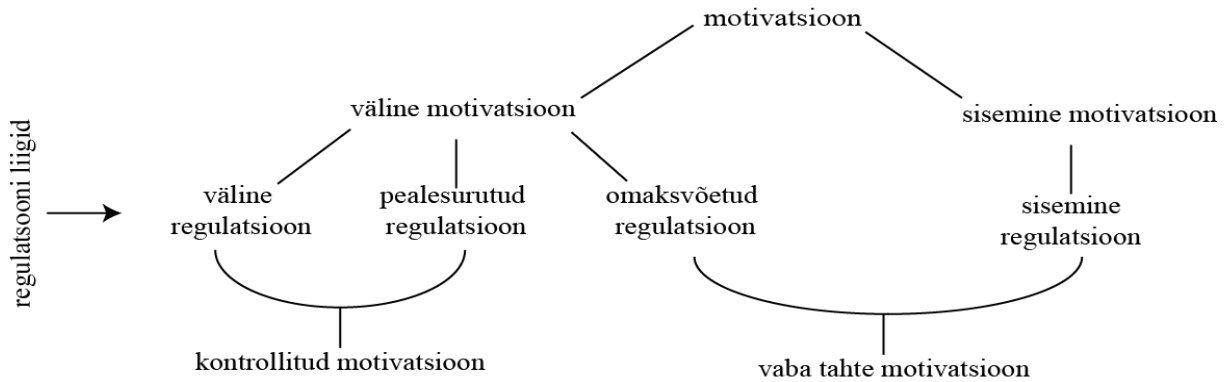 motivatsioon
väline motivatsioon
sisemine motivatsioon
regulatsooni liigid
väline
regulatsioon
pealesurutud
regulatsioon
omaksvõetud
regulatsioon
sisemine
regulatsioon
kontrollitud motivatsioon
vaba tahte motivatsioon